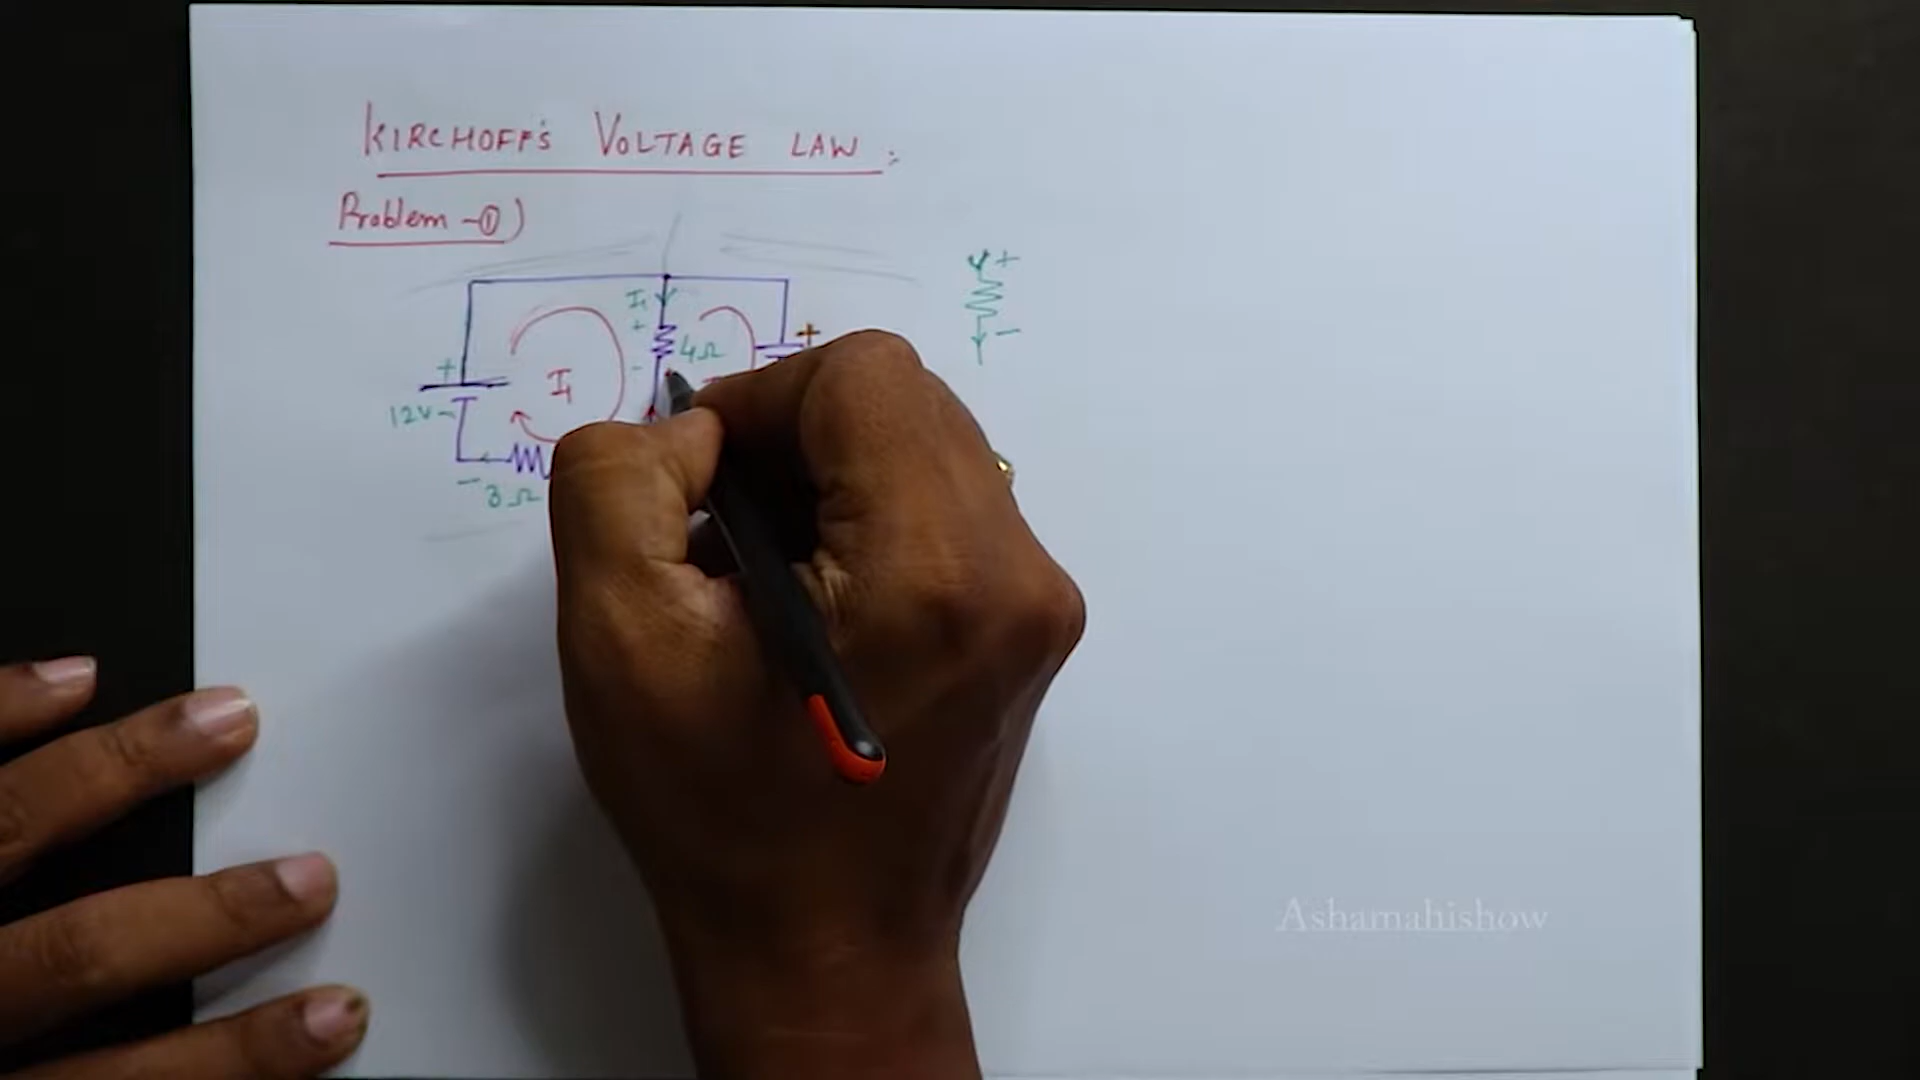 KIRCHOFF'S VOLTAGE LAW :
Problem -①)
I₁
+
+
4Ω
-
+
I₁
12V -
-
3Ω
+
-
Ashamahishow